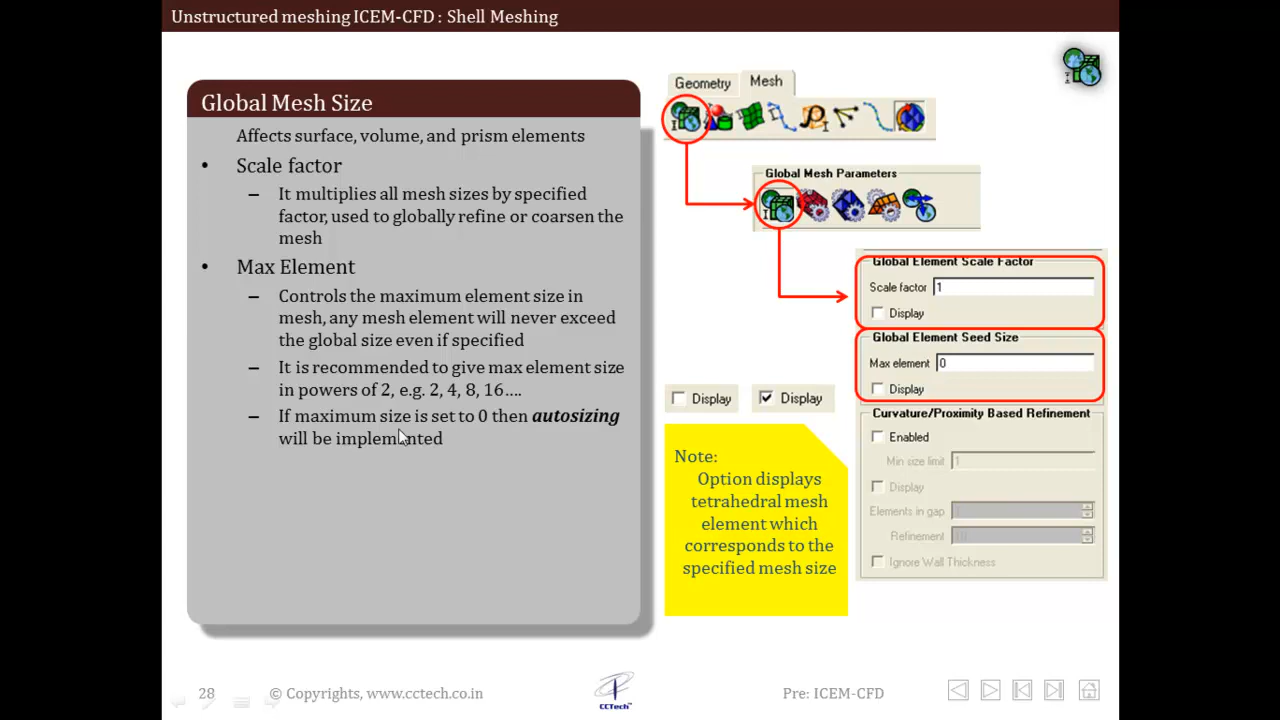 Unstructured meshing ICEM-CFD : Shell Meshing
Global Mesh Size
Affects surface, volume, and prism elements
• Scale factor
– It multiplies all mesh sizes by specified
factor, used to globally refine or coarsen the
mesh
• Max Element
– Controls the maximum element size in
mesh, any mesh element will never exceed
the global size even if specified
– It is recommended to give max element size
in powers of 2, e.g. 2, 4, 8, 16….
– If maximum size is set to 0 then autosizing
will be implemented
Geometry Mesh
Global Mesh Parameters
Global Element Scale Factor
Scale factor 1
Display
Global Element Seed Size
Max element 0
Display
Curvature/Proximity Based Refinement
Enabled
Min size limit 1
Display
Elements in gap
Refinement 10
Ignore Wall Thickness
Display Display
Note:
Option displays
tetrahedral mesh
element which
corresponds to the
specified mesh size
28 © Copyrights, www.cctech.co.in
CCTech™
Pre: ICEM-CFD